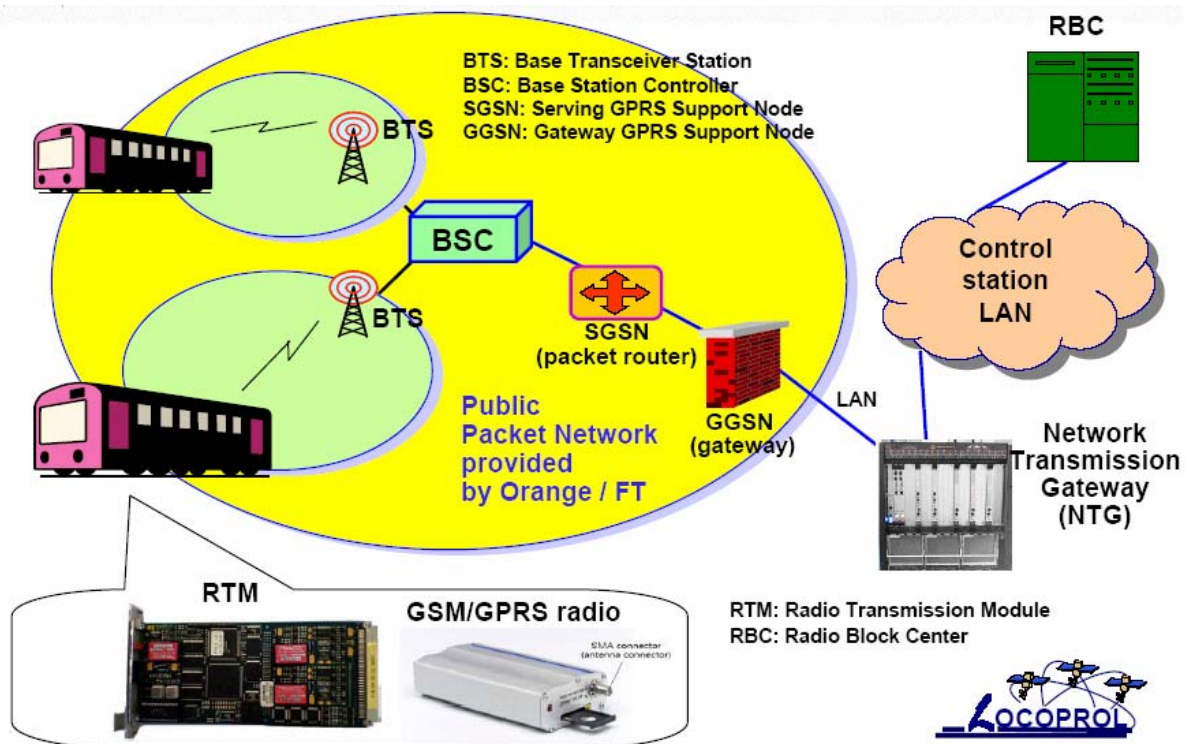 RBC
BTS: Base Transceiver Station
BSC: Base Station Controller
SGSN: Serving GPRS Support Node
GGSN: Gateway GPRS Support Node
BTS
BSC
BTS
SGSN
(packet router)
Control
station
LAN
Public
Packet Network
provided
by Orange / FT
GGSN
(gateway)
LAN
Network
Transmission
Gateway
(NTG)
RTM
GSM/GPRS radio
SMA connector
(antenna connector)
RTM: Radio Transmission Module
RBC: Radio Block Center
LOCOPROL